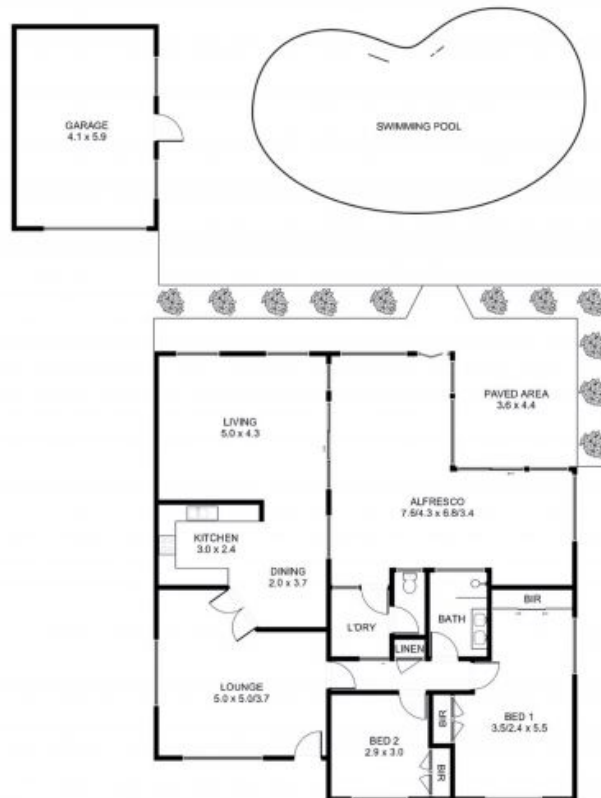 GARAGE
4.1 x 5.9
SWIMMING POOL
PAVED AREA
3.6 x 4.4
LIVING
5.0 x 4.3
ALFRESCO
7.6/4.3 x 6.8/3.4
KITCHEN
3.0 x 2.4
DINING
2.0 x 3.7
L'DRY
BATH
BIR
LINEN
LOUNGE
5.0 x 5.0/3.7
BED 1
3.5/2.4 x 5.5
BIR
BED 2
2.9 x 3.0
BIR